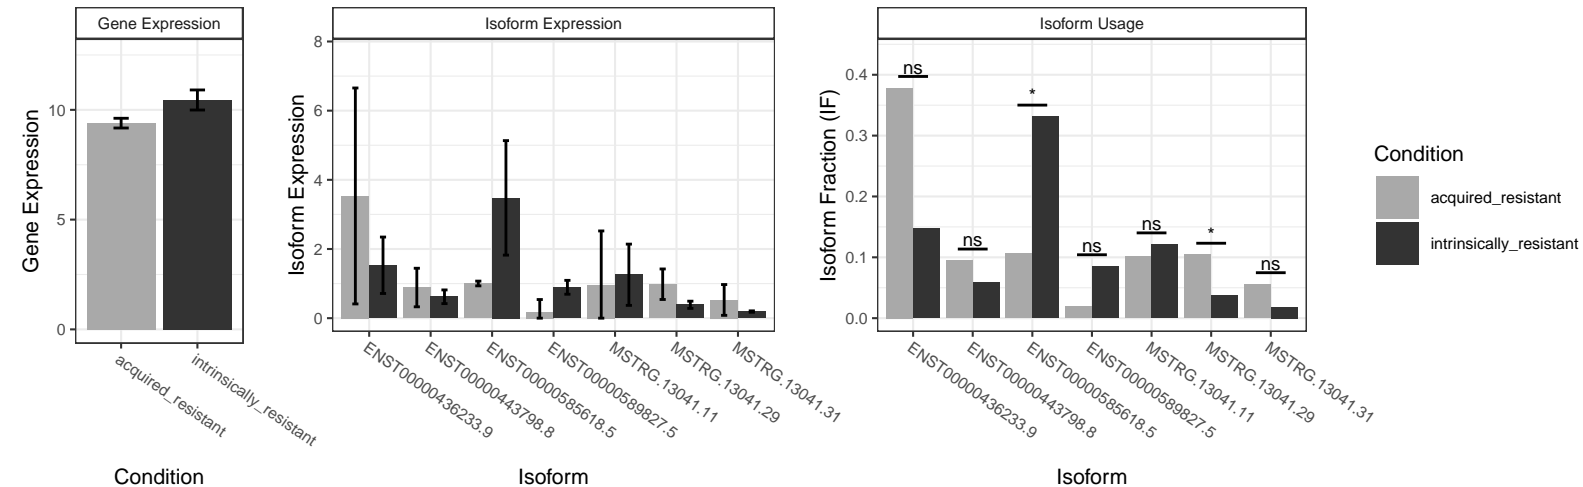 Gene Expression
Isoform Expression
Isoform Usage
Gene Expression
10
5
0
acquired_resistant
intrinsically_resistant
Condition
Isoform Expression
8
6
4
2
0
ENST00000436233.9
ENST00000443798.8
ENST00000585618.5
ENST00000589827.5
MSTRG.13041.11
MSTRG.13041.29
MSTRG.13041.31
Isoform
Isoform Fraction (IF)
0.4
0.3
0.2
0.1
0.0
ns
ns
*
ns
ns
*
ns
ENST00000436233.9
ENST00000443798.8
ENST00000585618.5
ENST00000589827.5
MSTRG.13041.11
MSTRG.13041.29
MSTRG.13041.31
Isoform
Condition
acquired_resistant
intrinsically_resistant